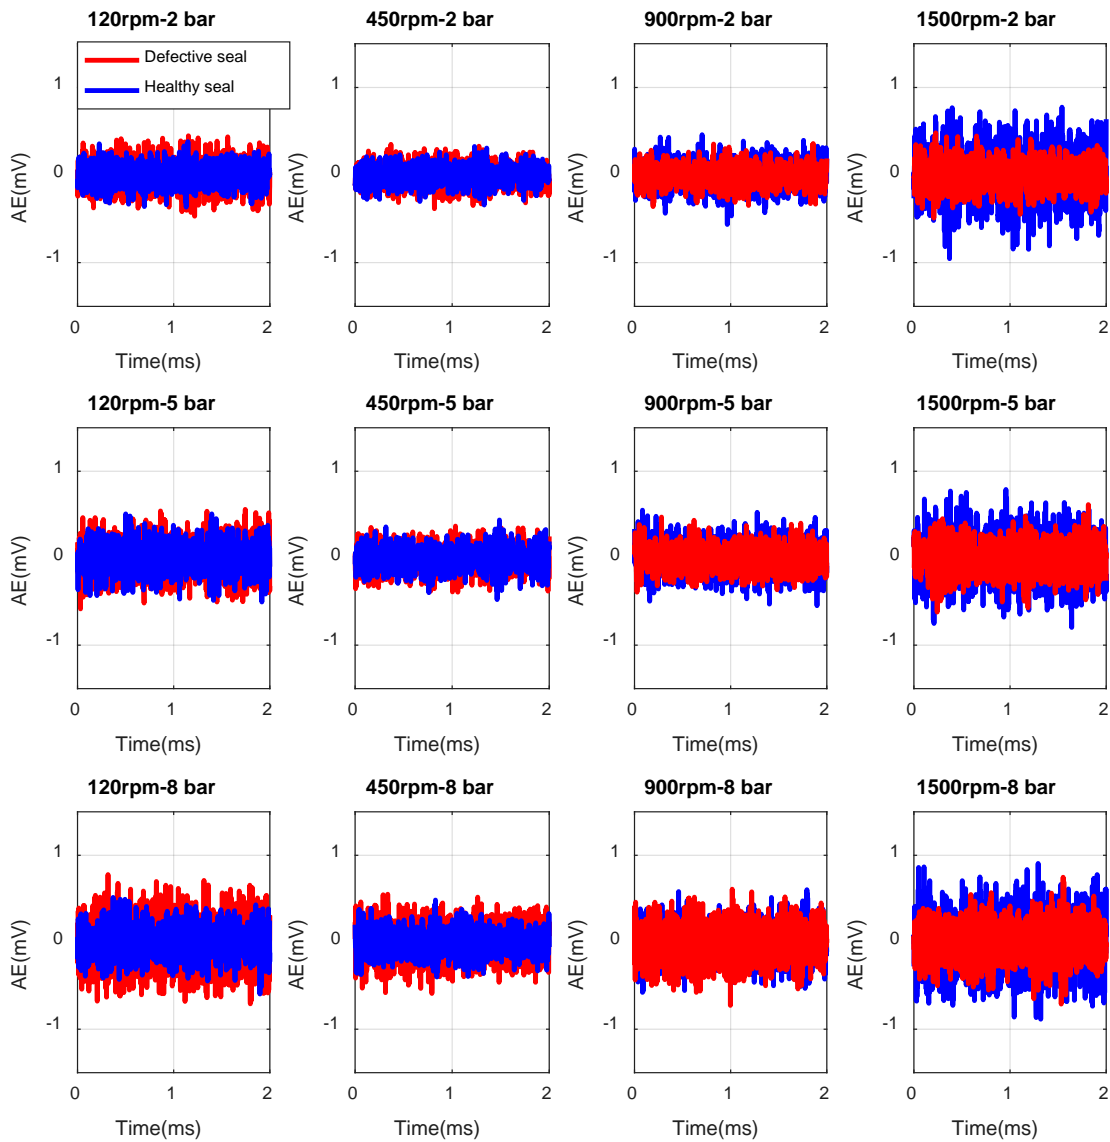 120rpm-2 bar
450rpm-2 bar
900rpm-2 bar
1500rpm-2 bar
Defective seal
Healthy seal
AE(mV)
1
0
-1
0
1
2
Time(ms)
AE(mV)
1
0
-1
0
1
2
Time(ms)
AE(mV)
1
0
-1
0
1
2
Time(ms)
AE(mV)
1
0
-1
0
1
2
Time(ms)
120rpm-5 bar
450rpm-5 bar
900rpm-5 bar
1500rpm-5 bar
AE(mV)
1
0
-1
0
1
2
Time(ms)
AE(mV)
1
0
-1
0
1
2
Time(ms)
AE(mV)
1
0
-1
0
1
2
Time(ms)
AE(mV)
1
0
-1
0
1
2
Time(ms)
120rpm-8 bar
450rpm-8 bar
900rpm-8 bar
1500rpm-8 bar
AE(mV)
1
0
-1
0
1
2
Time(ms)
AE(mV)
1
0
-1
0
1
2
Time(ms)
AE(mV)
1
0
-1
0
1
2
Time(ms)
AE(mV)
1
0
-1
0
1
2
Time(ms)